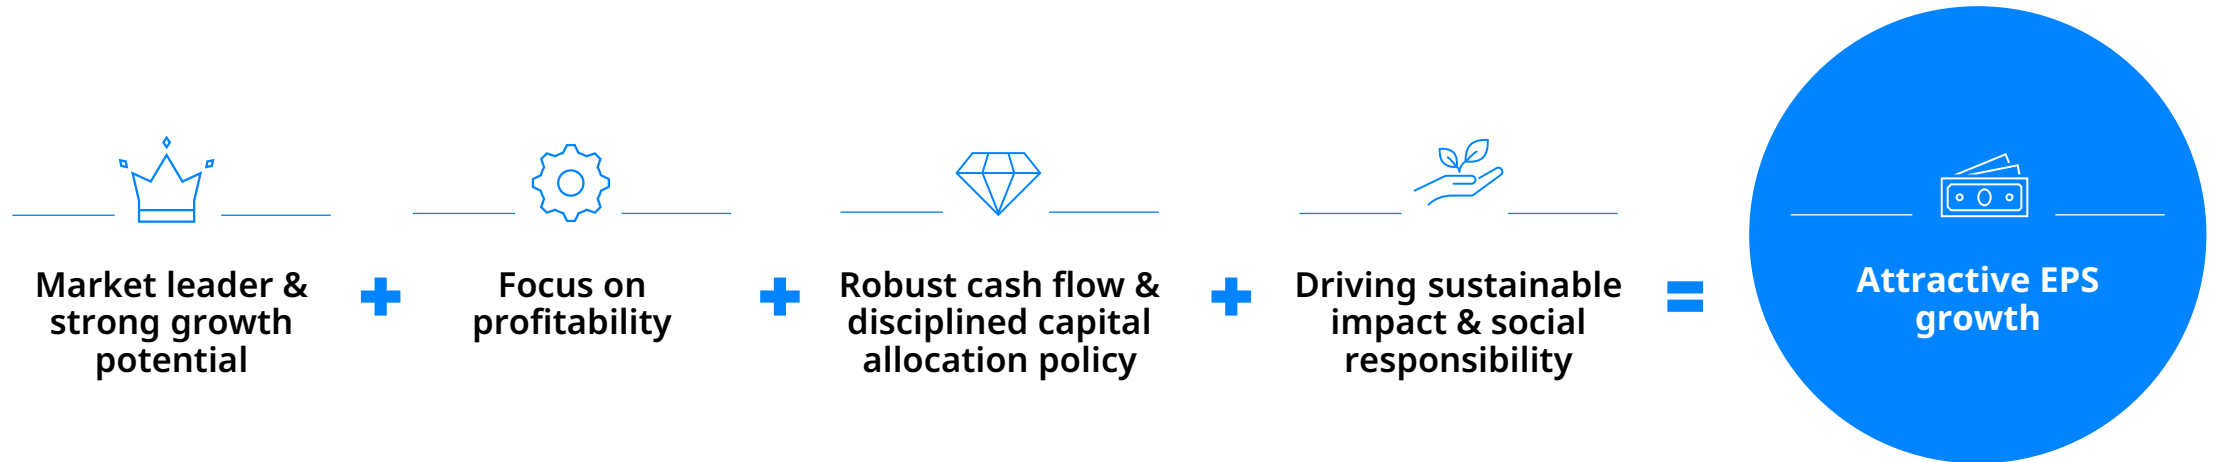 Market leader &
strong growth
potential
+
Focus on
profitability
+
Robust cash flow &
disciplined capital
allocation policy
+
Driving sustainable
impact & social
responsibility
=
Attractive EPS
growth